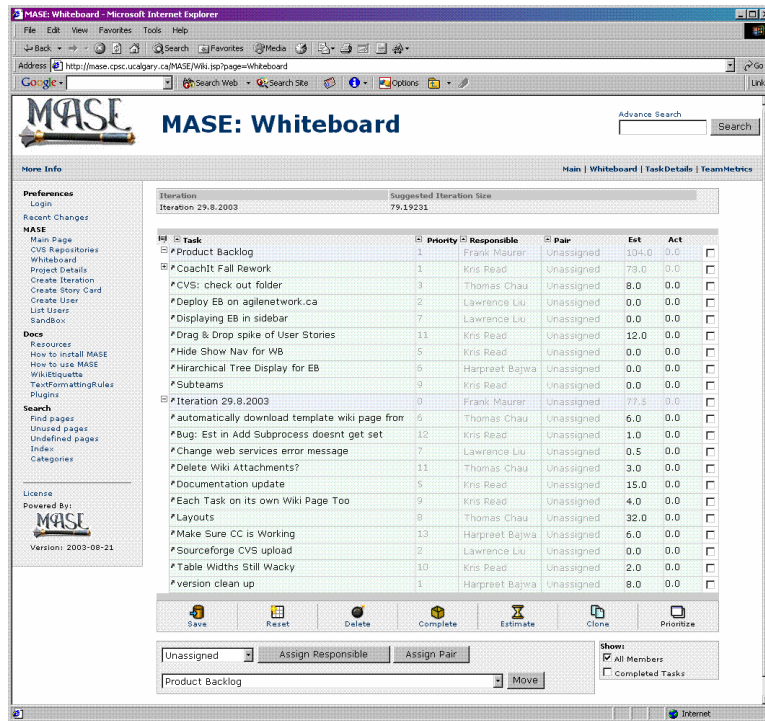 MASE: Whiteboard - Microsoft Internet Explorer
File Edit View Favorites Tools Help
Back Search Favorites Media
Address http://mase.cpsc.ucalgary.ca/MASE/Wiki.jsp?page=Whiteboard Go
Google Search Web Search Site Options Link
MASE
MASE: Whiteboard
Advance Search
Search
More Info
Main | Whiteboard | TaskDetails | TeamMetrics
Preferences
Login
Recent Changes
MASE
Main Page
CVS Repositories
Whiteboard
Project Details
Create Iteration
Create Story Card
Create User
List Users
SandBox
Docs
Resources
How to install MASE
How to use MASE
WikiEtiquette
TextFormattingRules
Plugins
Search
Find pages
Unused pages
Undefined pages
Index
Categories
License
Powered By:
MASE
Version: 2003-08-21
Iteration Suggested Iteration Size
Iteration 29.8.2003 79.19231
Task Priority Responsible Pair Est Act
Product Backlog 1 Frank Maurer Unassigned 104.0 0.0
CoachIt Fall Rework 1 Kris Read Unassigned 78.0 0.0
CVS: check out folder 3 Thomas Chau Unassigned 8.0 0.0
Deploy EB on agilenetwork.ca 2 Lawrence Liu Unassigned 0.0 0.0
Displaying EB in sidebar 7 Lawrence Liu Unassigned 0.0 0.0
Drag & Drop spike of User Stories 11 Kris Read Unassigned 12.0 0.0
Hide Show Nav for WB 5 Kris Read Unassigned 0.0 0.0
Hirarchical Tree Display for EB 6 Harpreet Bajwa Unassigned 0.0 0.0
Subteams 9 Kris Read Unassigned 0.0 0.0
Iteration 29.8.2003 0 Frank Maurer Unassigned 77.5 0.0
automatically download template wiki page from 6 Thomas Chau Unassigned 6.0 0.0
Bug: Est in Add Subprocess doesnt get set 12 Kris Read Unassigned 1.0 0.0
Change web services error message 7 Lawrence Liu Unassigned 0.5 0.0
Delete Wiki Attachments? 11 Thomas Chau Unassigned 3.0 0.0
Documentation update 5 Kris Read Unassigned 15.0 0.0
Each Task on its own Wiki Page Too 9 Kris Read Unassigned 4.0 0.0
Layouts 8 Thomas Chau Unassigned 32.0 0.0
Make Sure CC is Working 13 Harpreet Bajwa Unassigned 6.0 0.0
Sourceforge CVS upload 2 Lawrence Liu Unassigned 0.0 0.0
Table Widths Still Wacky 10 Kris Read Unassigned 2.0 0.0
version clean up 1 Harpreet Bajwa Unassigned 8.0 0.0
Save Reset Delete Complete Estimate Clone Prioritize
Unassigned Assign Responsible Assign Pair
Product Backlog Move
Show:
All Members
Completed Tasks
Internet